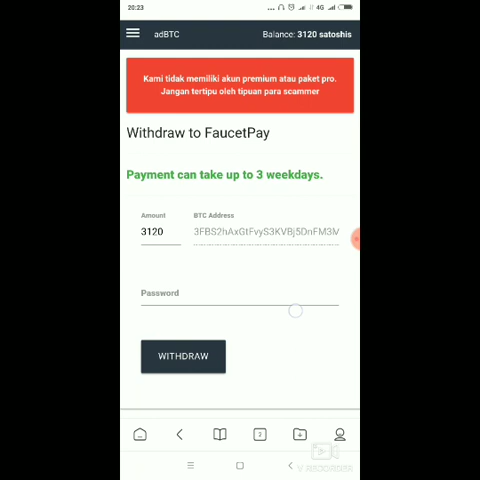 20:23
4G
adBTC
Balance: 3120 satoshis
Kami tidak memiliki akun premium atau paket pro.
Jangan tertipu oleh tipuan para scammer
Withdraw to FaucetPay
Payment can take up to 3 weekdays.
Amount
BTC Address
3120
3FBS2hAxGtFvyS3KVBj5DnFM3M
Password
WITHDRAW